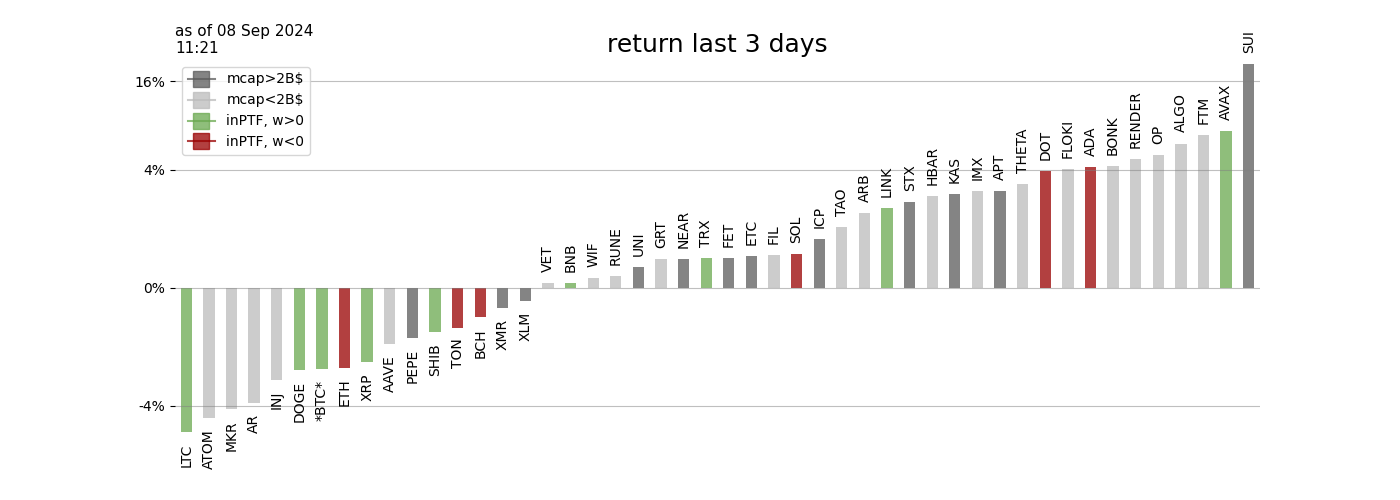 as of 08 Sep 2024
11:21
return last 3 days
mcap>2B$
mcap<2B$
inPTF, w>0
inPTF, w<0
16%
4%
0%
-4%
LTC
ATOM
MKR
AR
INJ
DOGE
*BTC*
ETH
XRP
AAVE
PEPE
SHIB
TON
BCH
XMR
XLM
VET
BNB
WIF
RUNE
UNI
GRT
NEAR
TRX
FET
ETC
FIL
SOL
ICP
TAO
ARB
LINK
STX
HBAR
KAS
IMX
APT
THETA
DOT
FLOKI
ADA
BONK
RENDER
OP
ALGO
FTM
AVAX
SUI